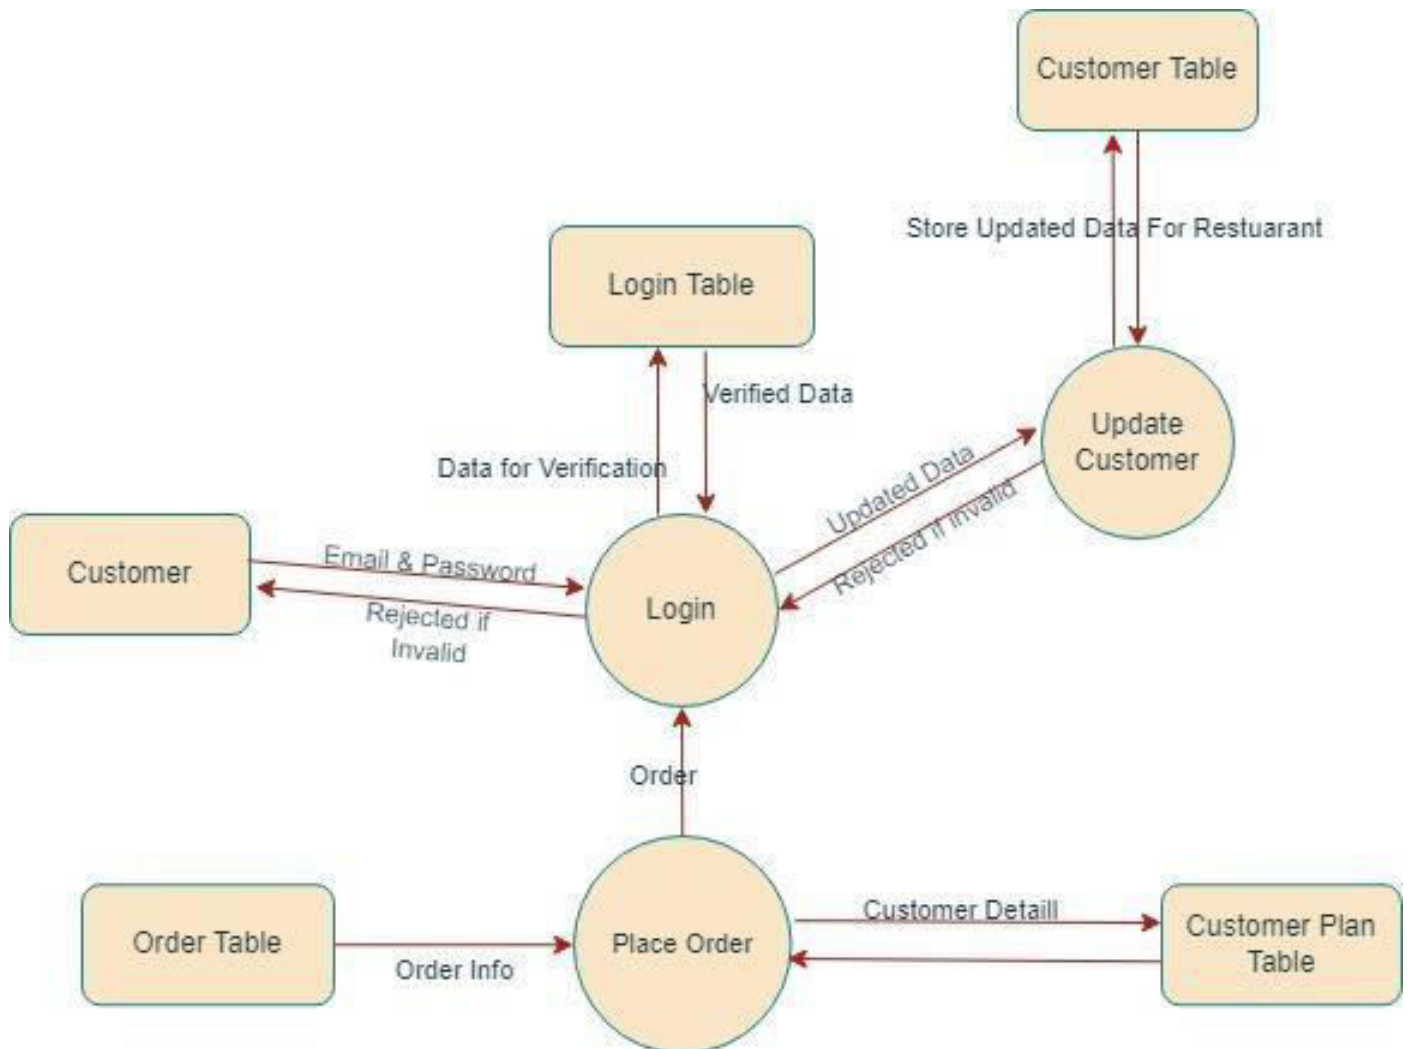 Customer Table
Store Updated Data For Restuarant
Login Table
Verified Data
Update
Customer
Data for Verification
Updated Data
Rejected if invalid
Customer
Email & Password
Login
Rejected if
Invalid
Order
Order Table
Order Info
Place Order
Customer Detaill
Customer Plan
Table